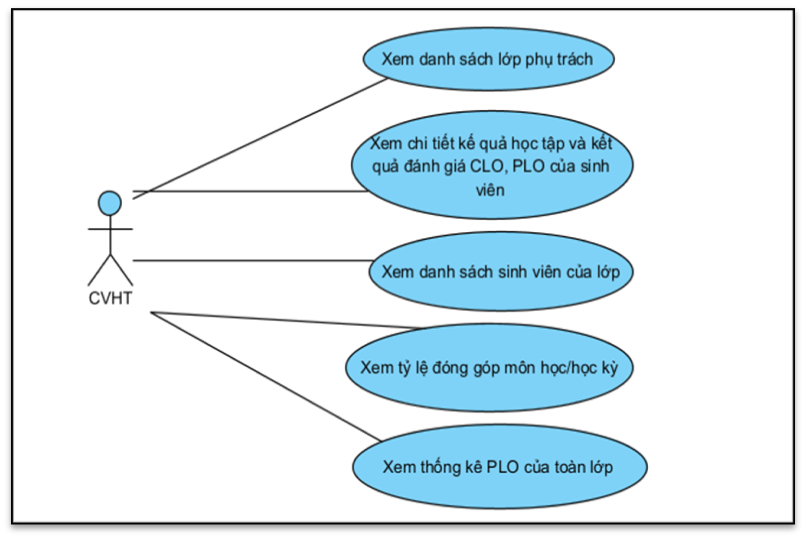 Xem danh sách lớp phụ trách
Xem chi tiết kế quả học tập và kết
quả đánh giá CLO, PLO của sinh
viên
CVHT
Xem danh sách sinh viên của lớp
Xem tỷ lệ đóng góp môn học/học kỳ
Xem thống kê PLO của toàn lớp